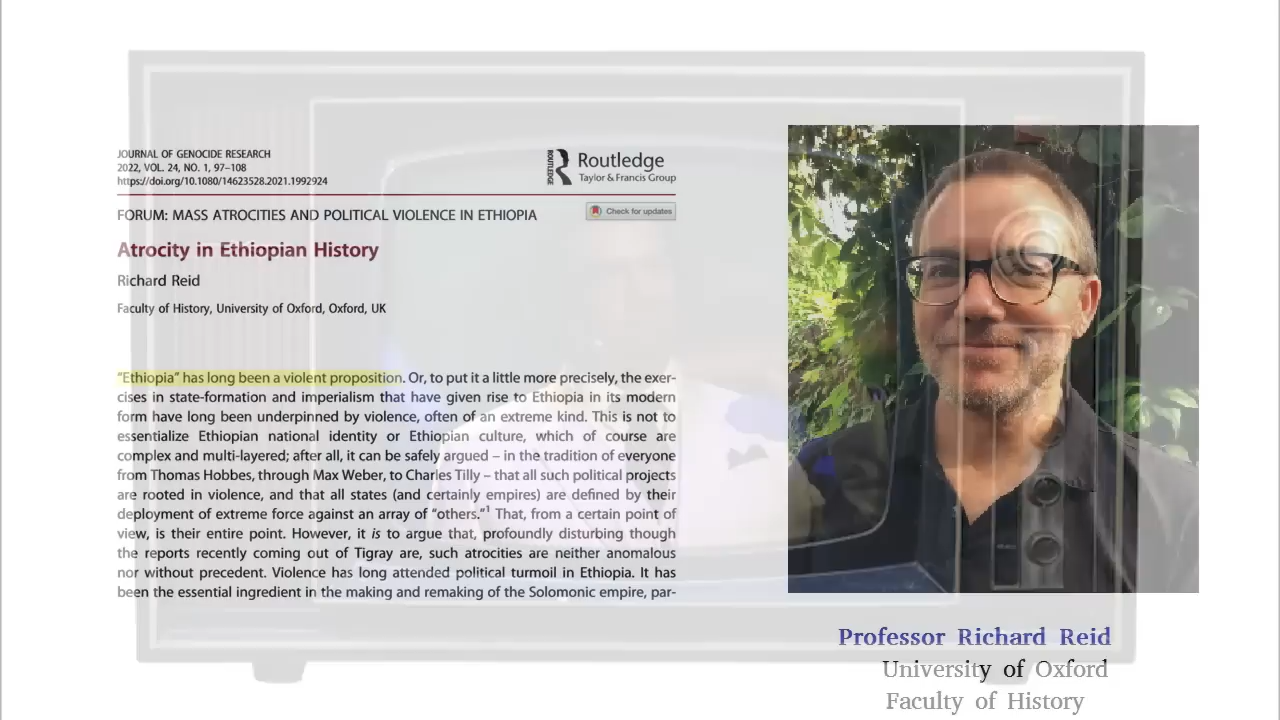 JOURNAL OF GENOCIDE RESEARCH
2022, VOL. 24, NO. 1, 97–108
https://doi.org/10.1080/14623528.2021.1992924
ROUTLEDGE
Routledge
Taylor & Francis Group
FORUM: MASS ATROCITIES AND POLITICAL VIOLENCE IN ETHIOPIA
Check for updates
Atrocity in Ethiopian History
Richard Reid
Faculty of History, University of Oxford, Oxford, UK
“Ethiopia” has long been a violent proposition. Or, to put it a little more precisely, the exer-
cises in state-formation and imperialism that have given rise to Ethiopia in its modern
form have long been underpinned by violence, often of an extreme kind. This is not to
essentialize Ethiopian national identity or Ethiopian culture, which of course are
complex and multi-layered; after all, it can be safely argued – in the tradition of everyone
from Thomas Hobbes, through Max Weber, to Charles Tilly – that all such political projects
are rooted in violence, and that all states (and certainly empires) are defined by their
deployment of extreme force against an array of “others.”1 That, from a certain point of
view, is their entire point. However, it is to argue that, profoundly disturbing though
the reports recently coming out of Tigray are, such atrocities are neither anomalous
nor without precedent. Violence has long attended political turmoil in Ethiopia. It has
been the essential ingredient in the making and remaking of the Solomonic empire, par-
Professor Richard Reid
University of Oxford
Faculty of History